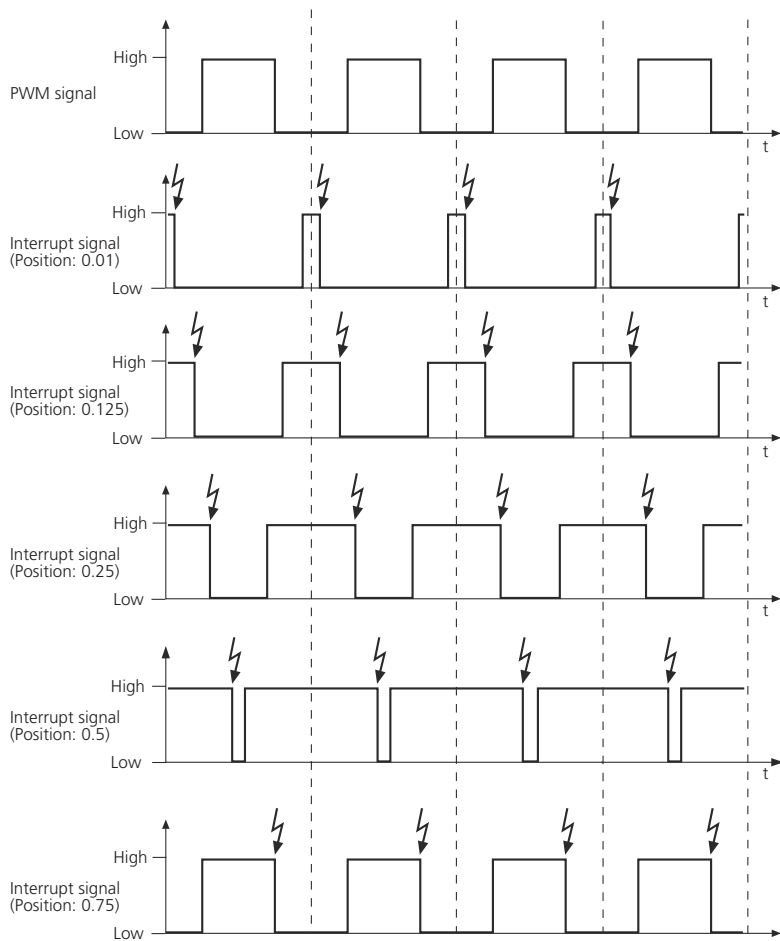 High
PWM signal
Low
t
High
Interrupt signal
(Position: 0.01)
Low
t
High
Interrupt signal
(Position: 0.125)
Low
t
High
Interrupt signal
(Position: 0.25)
Low
t
High
Interrupt signal
(Position: 0.5)
Low
t
High
Interrupt signal
(Position: 0.75)
Low